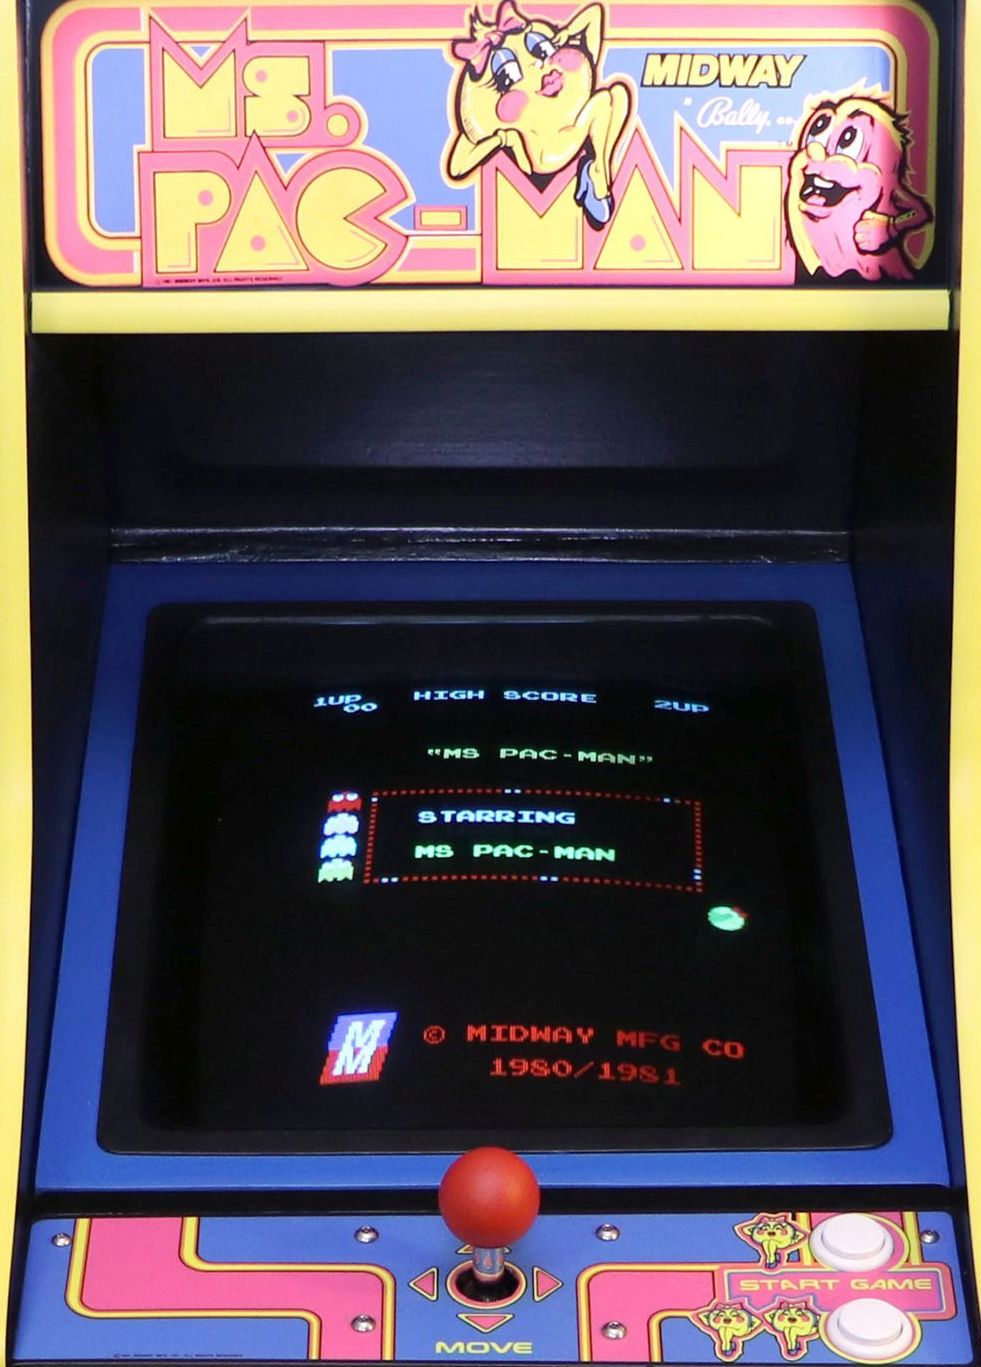 MS.
PAC-MAN
MIDWAY
Bally
TM
1UP HIGH SCORE 2UP
00
"MS PAC-MAN"
STARRING
MS PAC-MAN
M
M
© MIDWAY MFG CO
1980/1981
START GAME
MOVE